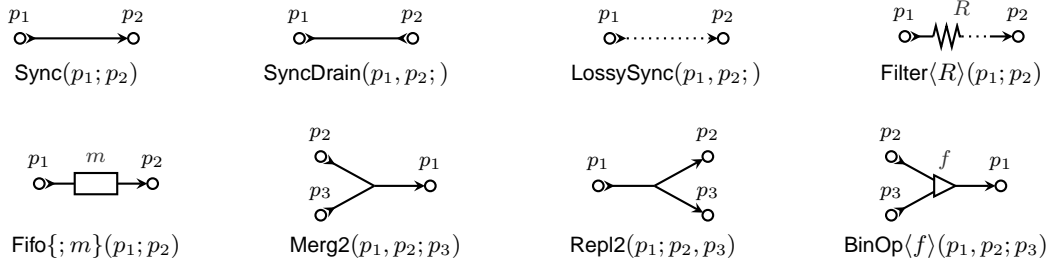 p₁ p₂ p₁ p₂ p₁ p₂ p₁ R p₂
Sync(p₁; p₂) SyncDrain(p₁, p₂; ) LossySync(p₁, p₂; ) Filter⟨R⟩(p₁; p₂)
p₂ p₂ p₂
p₁ m p₂ p₁ p₁ f p₁
p₃ p₃ p₃
Fifo{; m}(p₁; p₂) Merg2(p₁, p₂; p₃) Repl2(p₁; p₂, p₃) BinOp⟨f⟩(p₁, p₂; p₃)